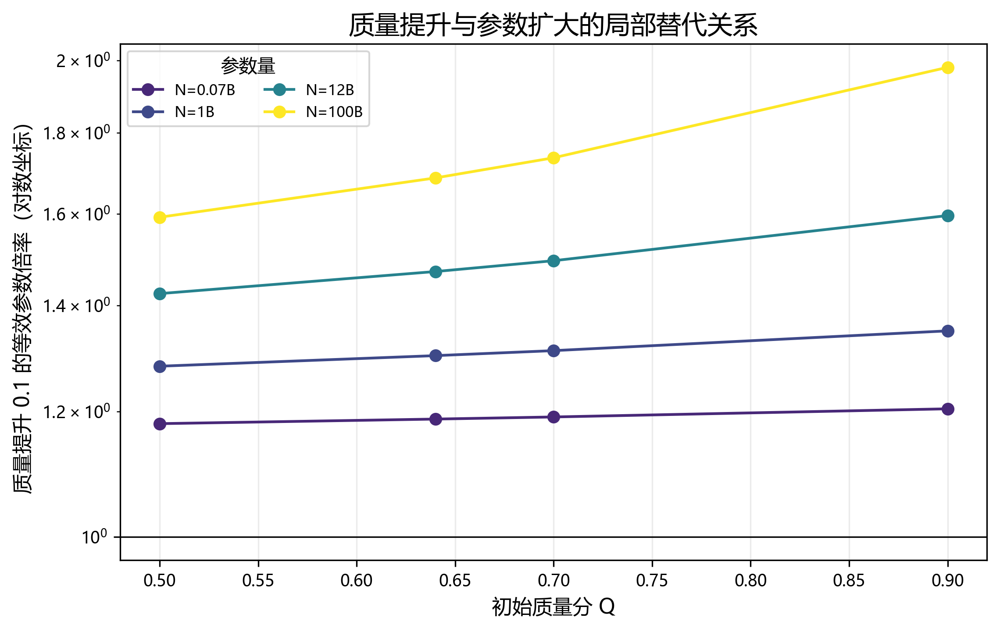 质量提升与参数扩大的局部替代关系
参数量
N=0.07B
N=1B
N=12B
N=100B
质量提升 0.1 的等效参数倍率（对数坐标）
2 × 10⁰
1.8 × 10⁰
1.6 × 10⁰
1.4 × 10⁰
1.2 × 10⁰
10⁰
0.50 0.55 0.60 0.65 0.70 0.75 0.80 0.85 0.90
初始质量分 Q